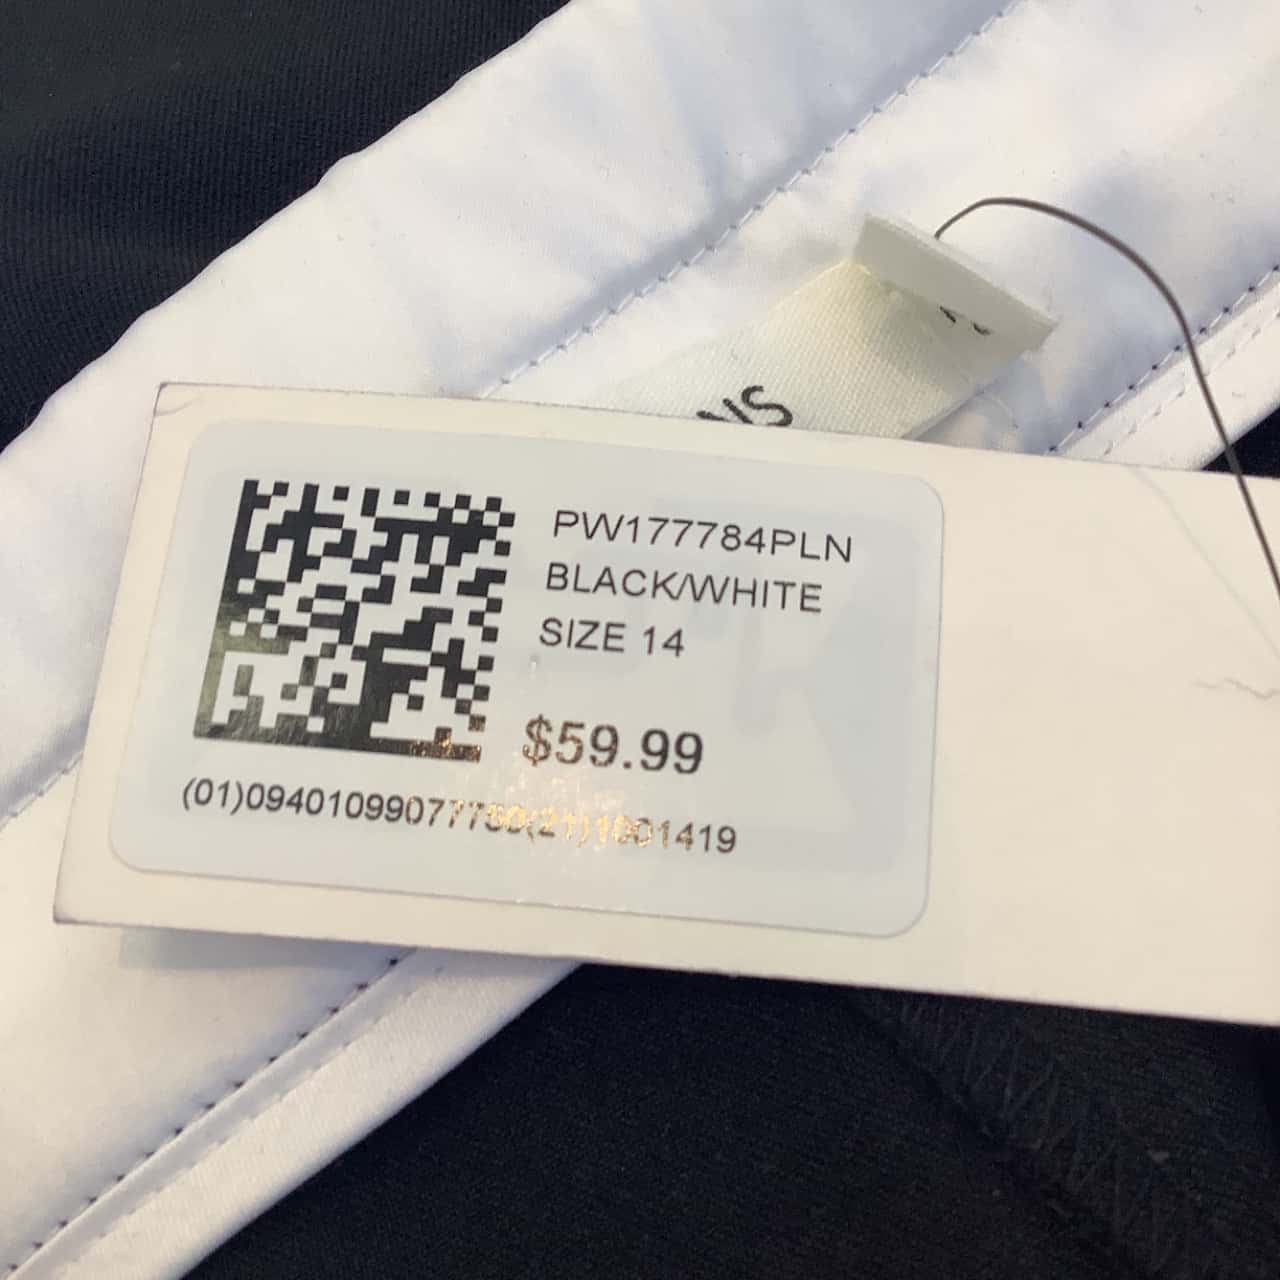 PW177784PLN
BLACK/WHITE
SIZE 14
$59.99
(01)09401099077750(21)1001419